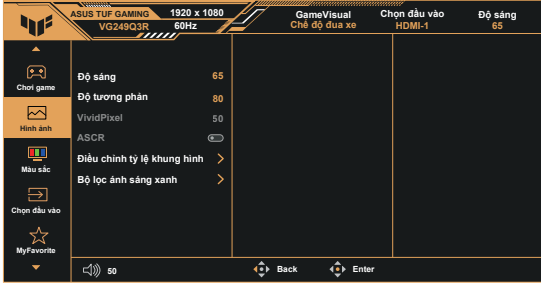 ASUS TUF GAMING 1920 x 1080
VG249Q3R 60Hz
GameVisual
Chế độ đua xe
Chọn đầu vào
HDMI-1
Độ sáng
65
Chơi game
Hình ảnh
Màu sắc
Chọn đầu vào
MyFavorite
Độ sáng 65
Độ tương phản 80
VividPixel 50
ASCR
Điều chỉnh tỷ lệ khung hình
Bộ lọc ánh sáng xanh
50 Back Enter